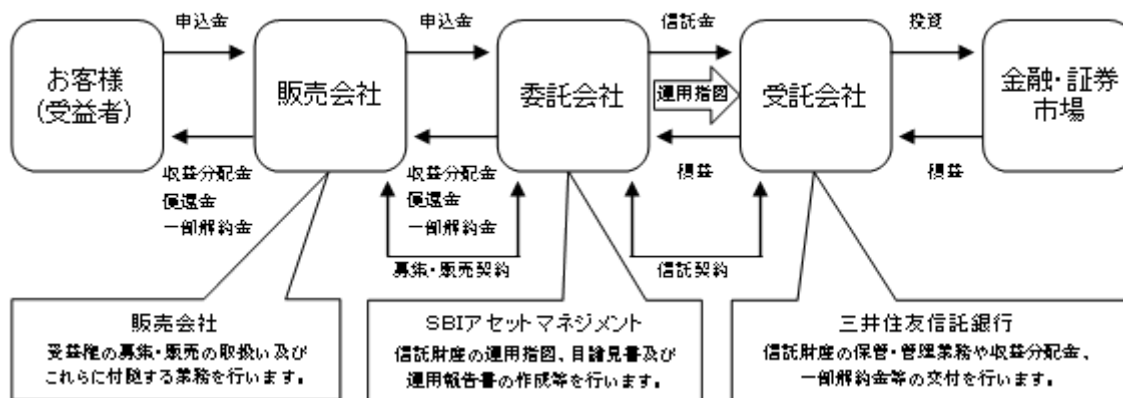 申込金
申込金
信託金
投資
お客様
(受益者)
販売会社
委託会社
運用指図
受託会社
金融・証券
市場
収益分配金
償還金
一部解約金
収益分配金
償還金
一部解約金
損益
損益
募集・販売契約
信託契約
販売会社
受益権の募集・販売の取扱い及び
これらに付随する業務を行います。
SBIアセットマネジメント
信託財産の運用指図、目論見書及び
運用報告書の作成等を行います。
三井住友信託銀行
信託財産の保管・管理業務や収益分配金、
一部解約金等の交付を行います。